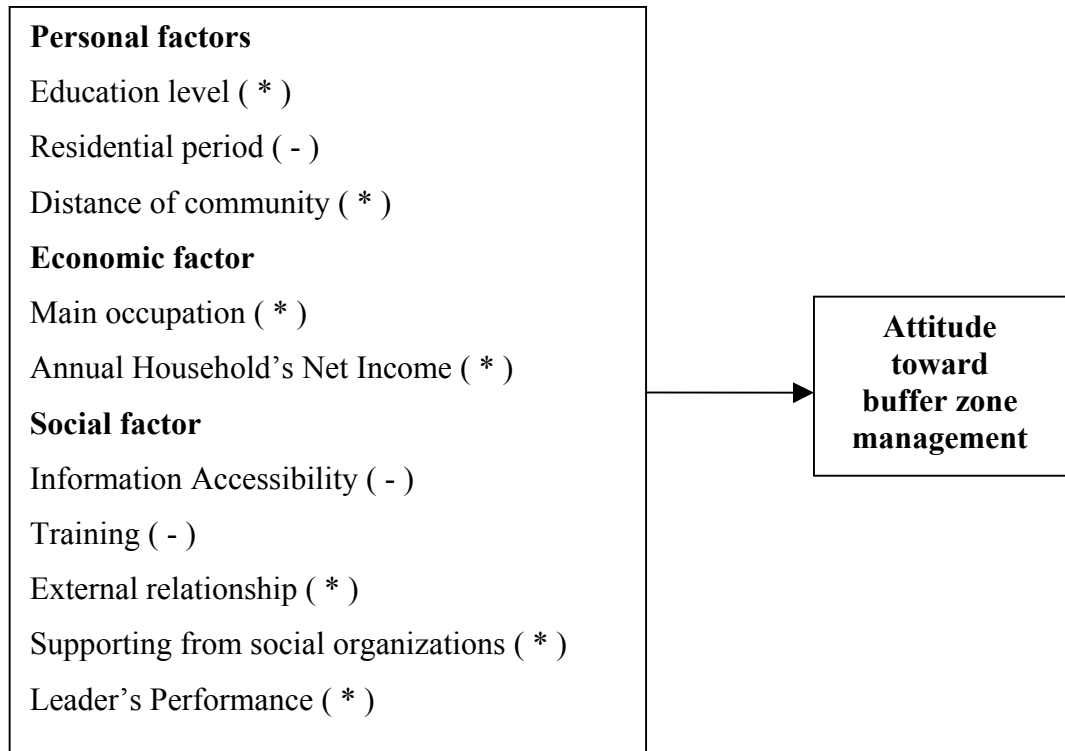 Personal factors
Education level ( * )
Residential period ( - )
Distance of community ( * )
Economic factor
Main occupation ( * )
Annual Household’s Net Income ( * )
Social factor
Information Accessibility ( - )
Training ( - )
External relationship ( * )
Supporting from social organizations ( * )
Leader’s Performance ( * )
Attitude
toward
buffer zone
management